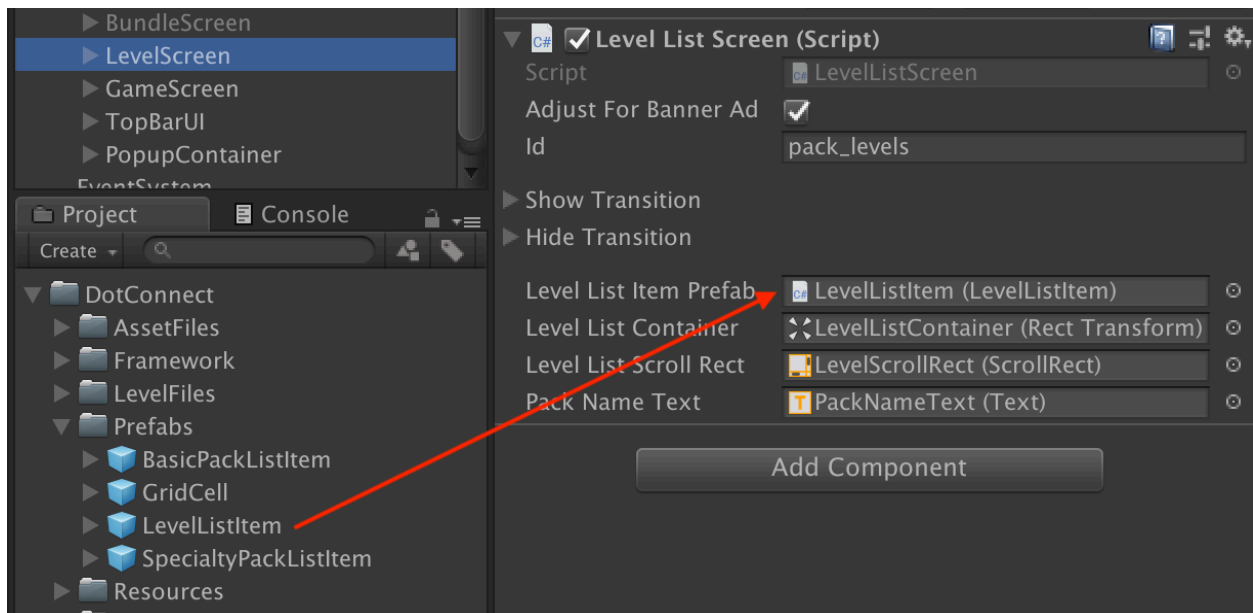 BundleScreen
LevelScreen
GameScreen
TopBarUI
PopupContainer
EventSystem
Project
Console
Create
DotConnect
AssetFiles
Framework
LevelFiles
Prefabs
BasicPackListItem
GridCell
LevelListItem
SpecialtyPackListItem
Resources
C# Level List Screen (Script)
Script C# LevelListScreen
Adjust For Banner Ad
Id pack_levels
Show Transition
Hide Transition
Level List Item Prefab C# LevelListItem (LevelListItem)
Level List Container LevelListContainer (Rect Transform)
Level List Scroll Rect LevelScrollRect (ScrollRect)
Pack Name Text T PackNameText (Text)
Add Component